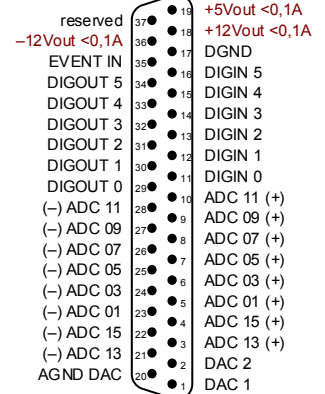 reserved 37
–12Vout <0,1A 36
EVENT IN 35
DIGOUT 5 34
DIGOUT 4 33
DIGOUT 3 32
DIGOUT 2 31
DIGOUT 1 30
DIGOUT 0 29
(–) ADC 11 28
(–) ADC 09 27
(–) ADC 07 26
(–) ADC 05 25
(–) ADC 03 24
(–) ADC 01 23
(–) ADC 15 22
(–) ADC 13 21
AGND DAC 20
19 +5Vout <0,1A
18 +12Vout <0,1A
17 DGND
16 DIGIN 5
15 DIGIN 4
14 DIGIN 3
13 DIGIN 2
12 DIGIN 1
11 DIGIN 0
10 ADC 11 (+)
9 ADC 09 (+)
8 ADC 07 (+)
7 ADC 05 (+)
6 ADC 03 (+)
5 ADC 01 (+)
4 ADC 15 (+)
3 ADC 13 (+)
2 DAC 2
1 DAC 1